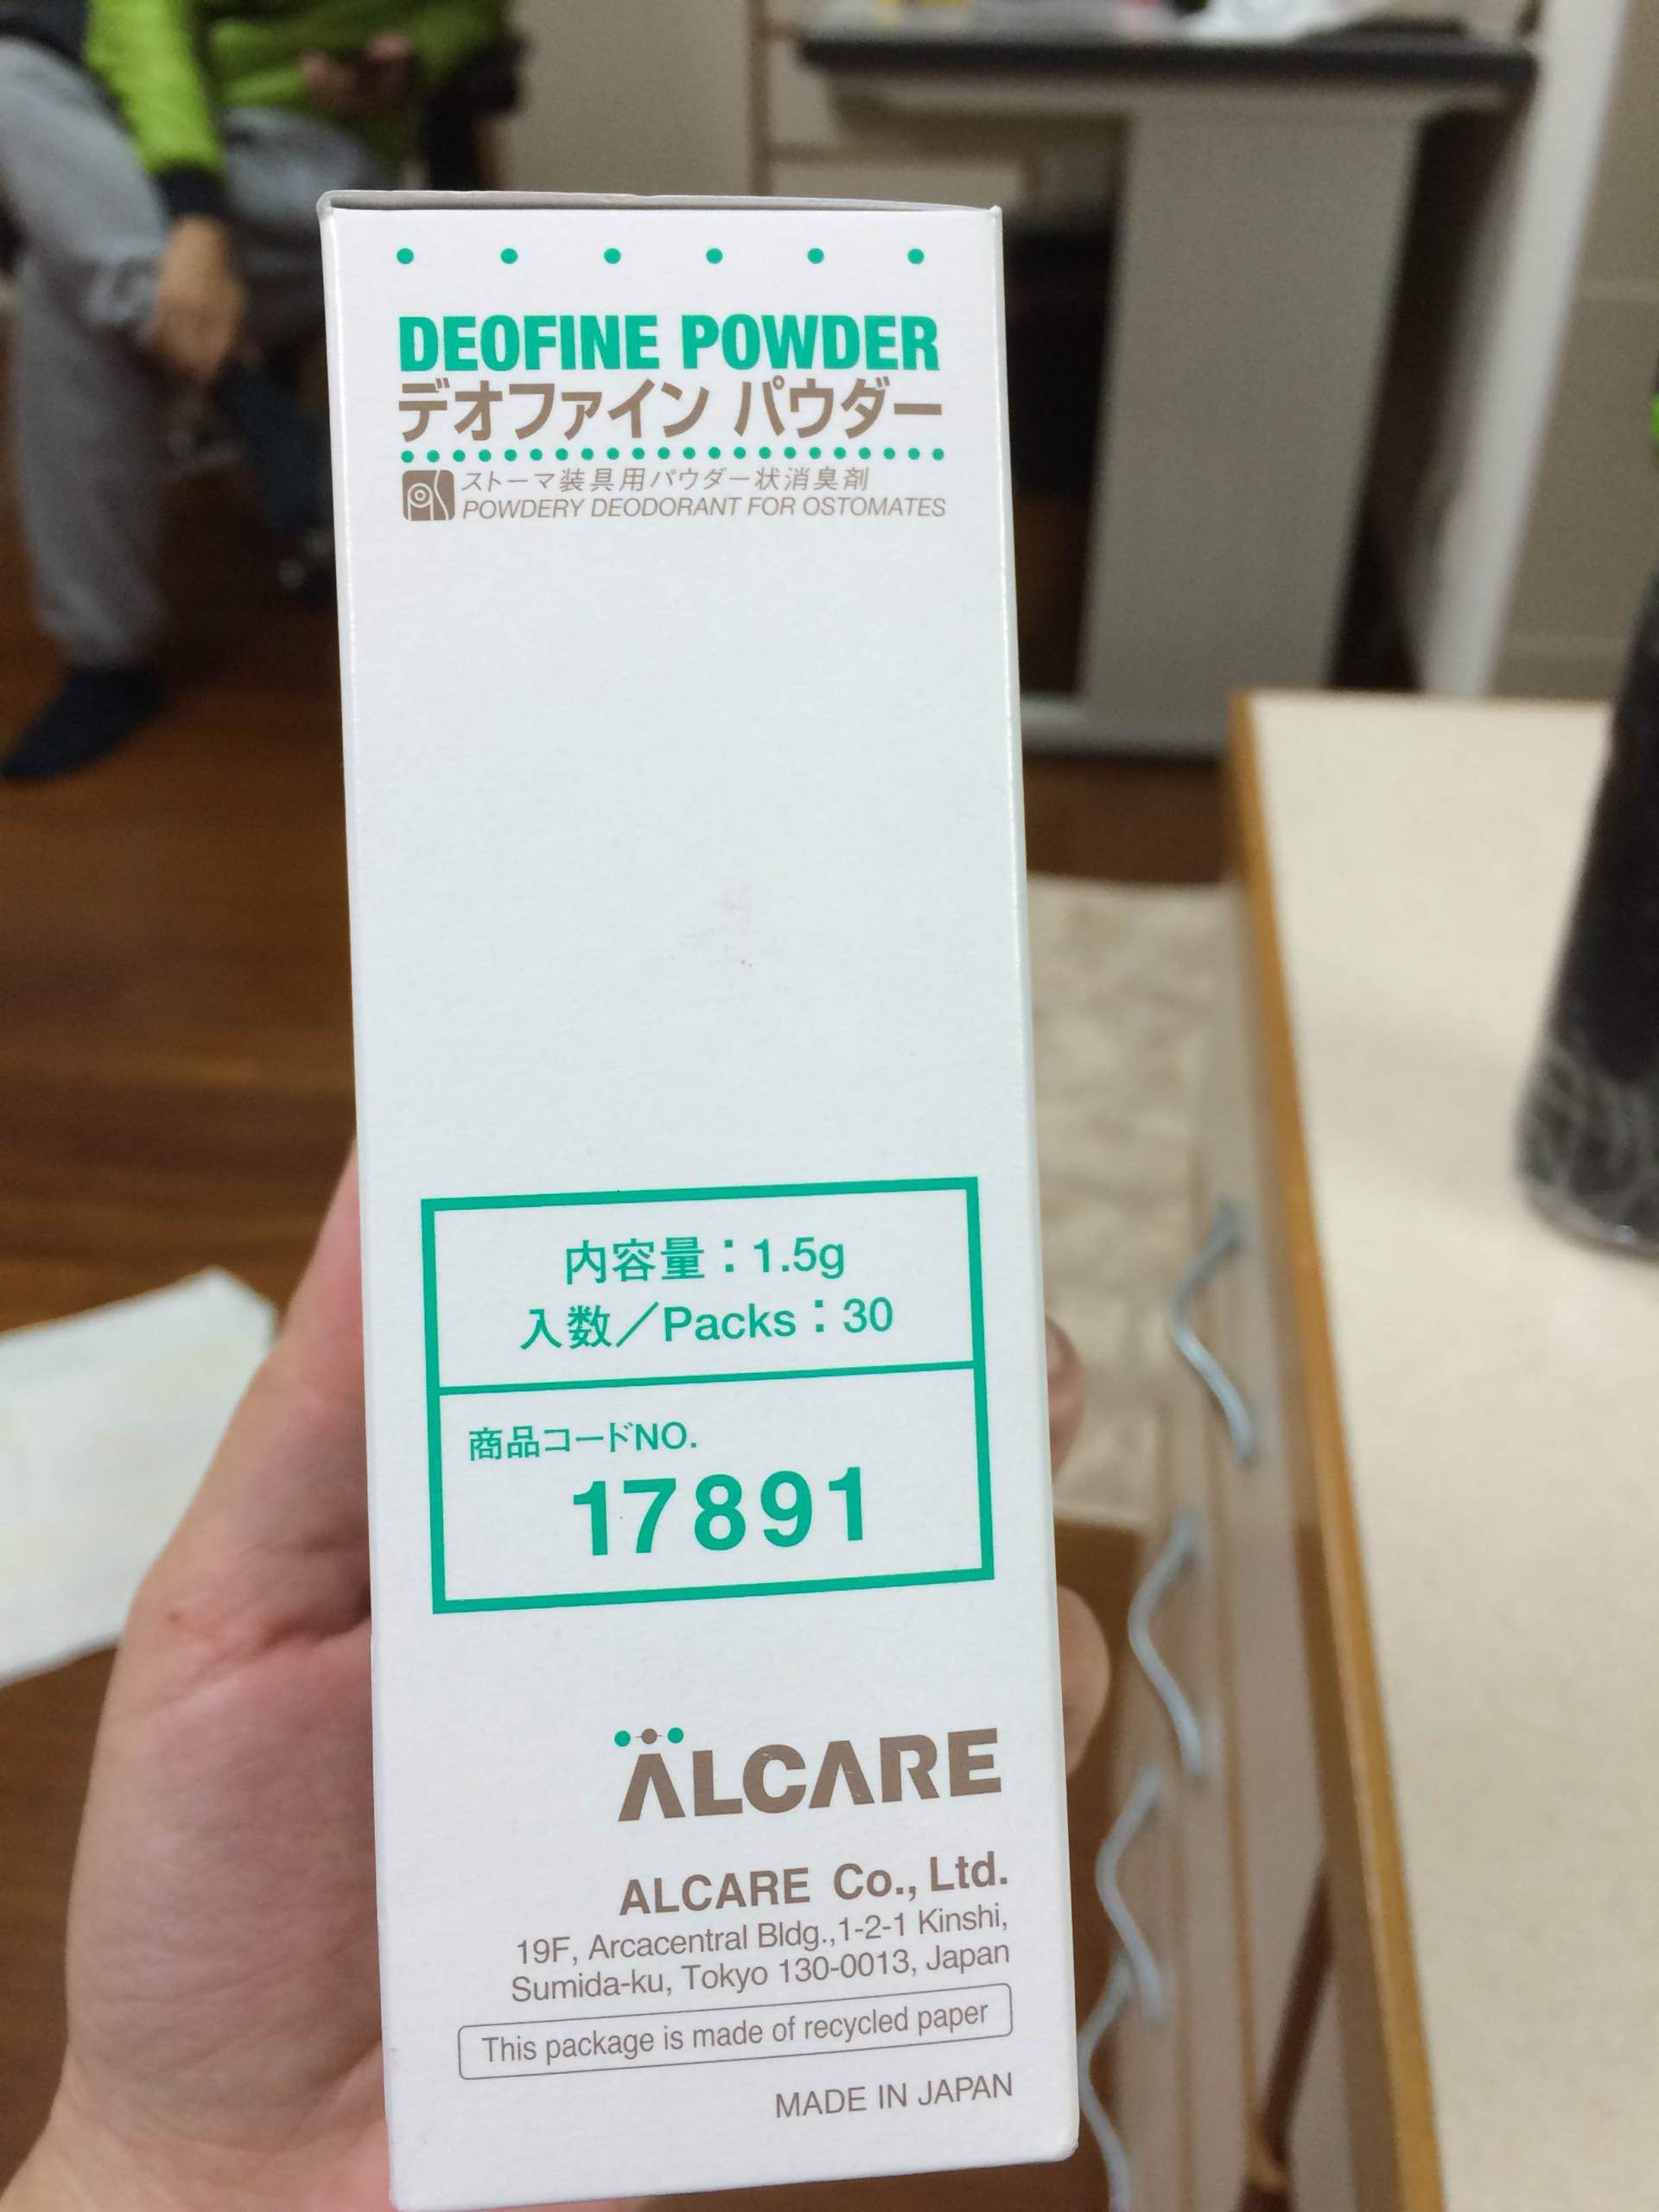 DEOFINE POWDER
デオファイン パウダー
ストーマ装具用パウダー状消臭剤
POWDERY DEODORANT FOR OSTOMATES
内容量：1.5g
入数／Packs：30
商品コードNO.
17891
ALCARE
ALCARE Co., Ltd.
19F, Arcacentral Bldg.,1-2-1 Kinshi,
Sumida-ku, Tokyo 130-0013, Japan
This package is made of recycled paper
MADE IN JAPAN